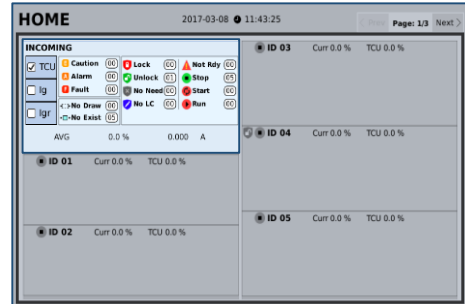 HOME
2017-03-08 11:43:25
Prev Page: 1/3 Next
INCOMING
TCU
Ig
Igr
Caution 00
Alarm 00
Fault 00
No Draw 00
No Exist 05
Lock 00
Unlock 01
No Need 00
No LC 00
Not Rdy 00
Stop 05
Start 00
Run 00
AVG 0.0 % 0.000 A
ID 01 Curr 0.0 % TCU 0.0 %
ID 02 Curr 0.0 % TCU 0.0 %
ID 03 Curr 0.0 % TCU 0.0 %
ID 04 Curr 0.0 % TCU 0.0 %
ID 05 Curr 0.0 % TCU 0.0 %